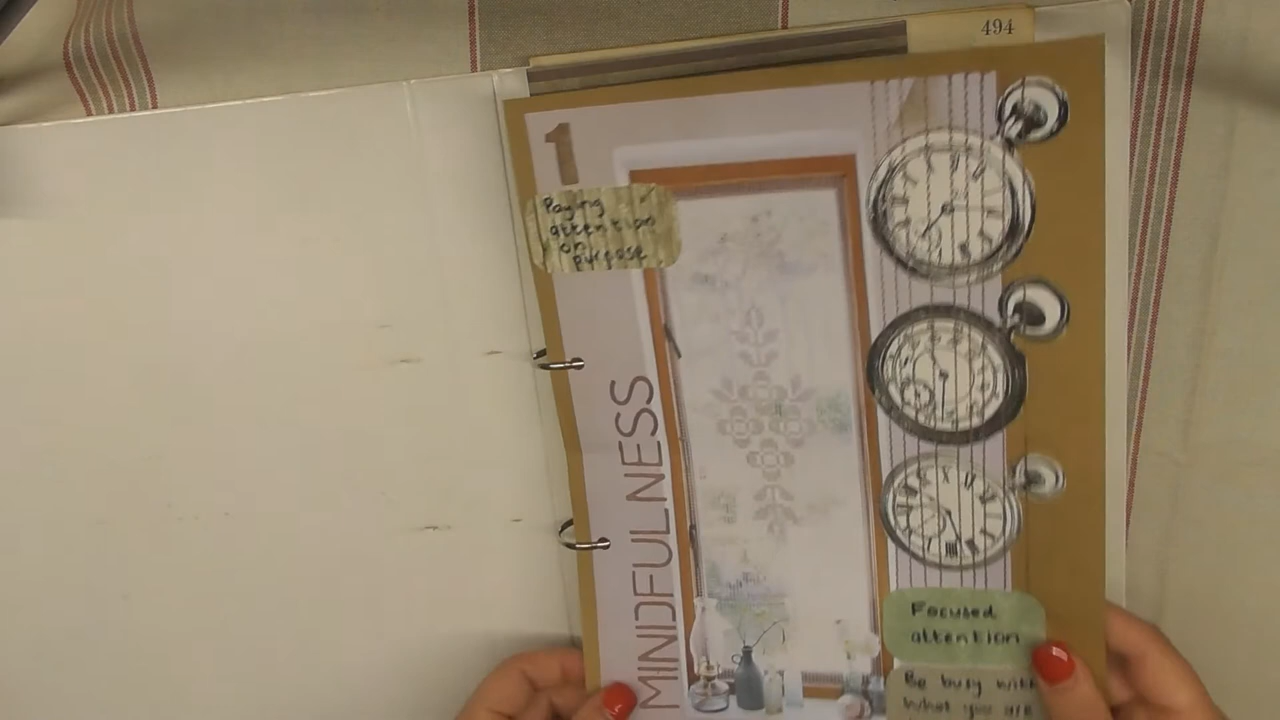 494
1
Paying
attention
on
purpose
MINDFULNESS
Focused
attention
Be busy with
what you are